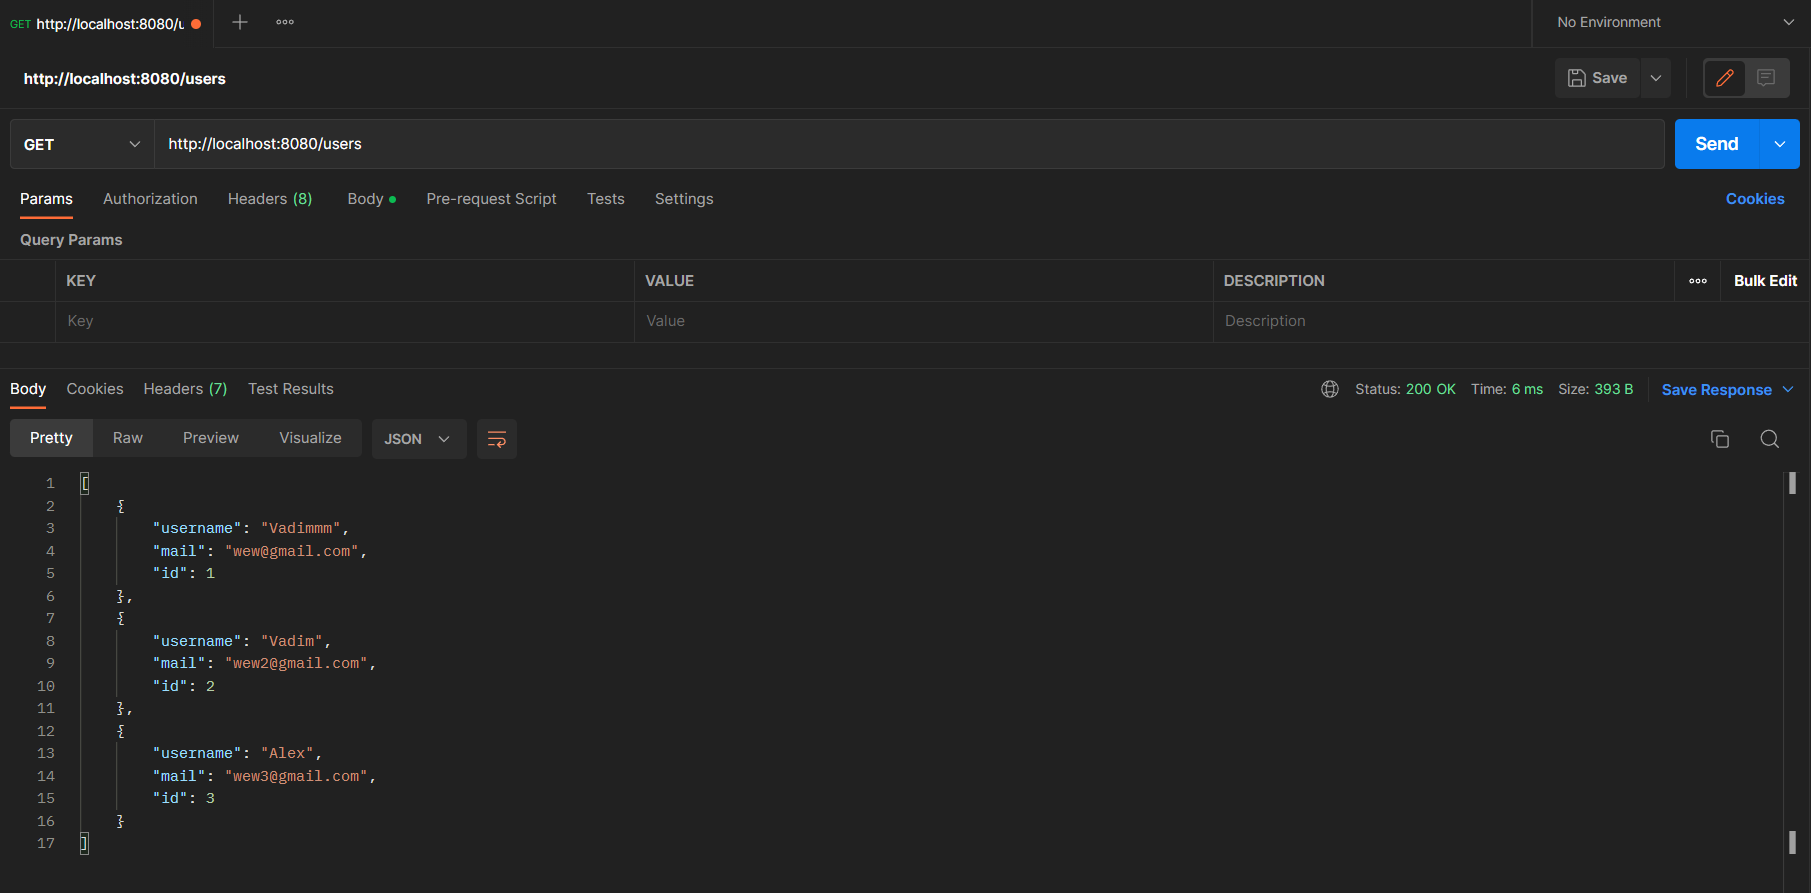 GET http://localhost:8080/u
No Environment
http://localhost:8080/users
Save
GET http://localhost:8080/users Send
Params Authorization Headers (8) Body Pre-request Script Tests Settings Cookies
Query Params
KEY VALUE DESCRIPTION Bulk Edit
Key Value Description
Body Cookies Headers (7) Test Results Status: 200 OK Time: 6 ms Size: 393 B Save Response
Pretty Raw Preview Visualize JSON
1 [
2 {
3 "username": "Vadimmm",
4 "mail": "wew@gmail.com",
5 "id": 1
6 },
7 {
8 "username": "Vadim",
9 "mail": "wew2@gmail.com",
10 "id": 2
11 },
12 {
13 "username": "Alex",
14 "mail": "wew3@gmail.com",
15 "id": 3
16 }
17 ]